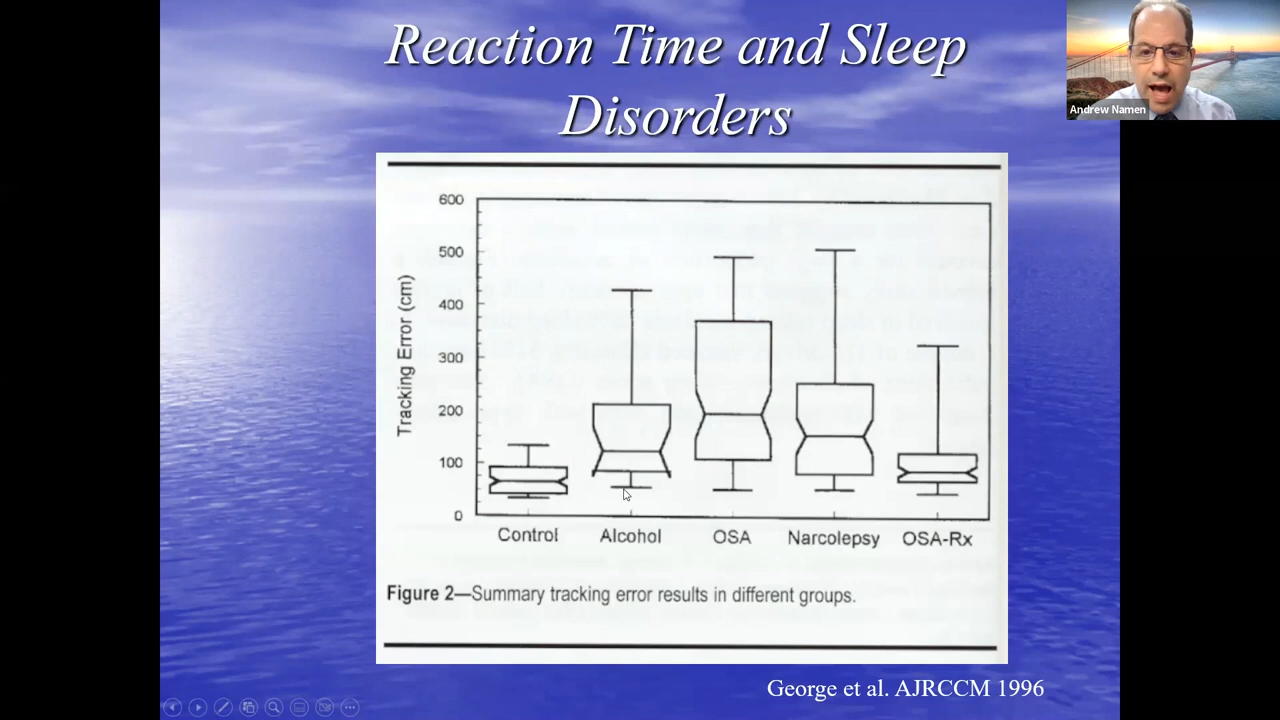 Reaction Time and Sleep
Disorders
Andrew Namen
600
500
400
300
200
100
0
Tracking Error (cm)
Control Alcohol OSA Narcolepsy OSA-Rx
Figure 2—Summary tracking error results in different groups.
George et al. AJRCCM 1996